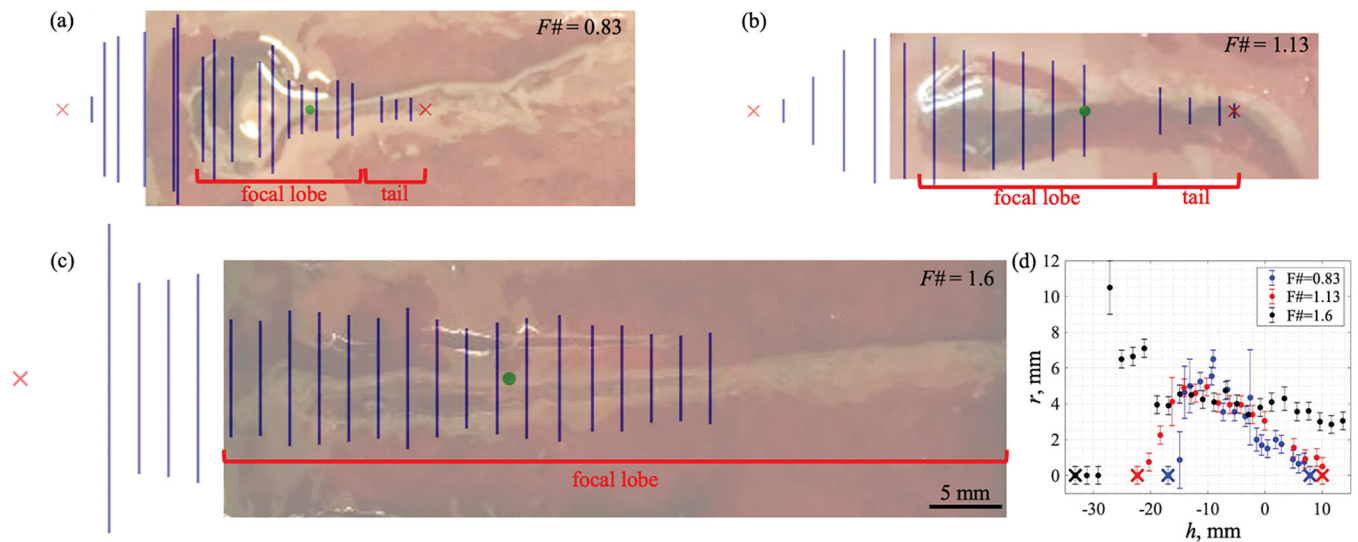 (a)
F# = 0.83
focal lobe
tail
(b)
F# = 1.13
focal lobe
tail
(c)
F# = 1.6
focal lobe
5 mm
(d)
12
10
8
6
4
2
0
r, mm
F#=0.83
F#=1.13
F#=1.6
-30
-20
-10
0
10
h, mm